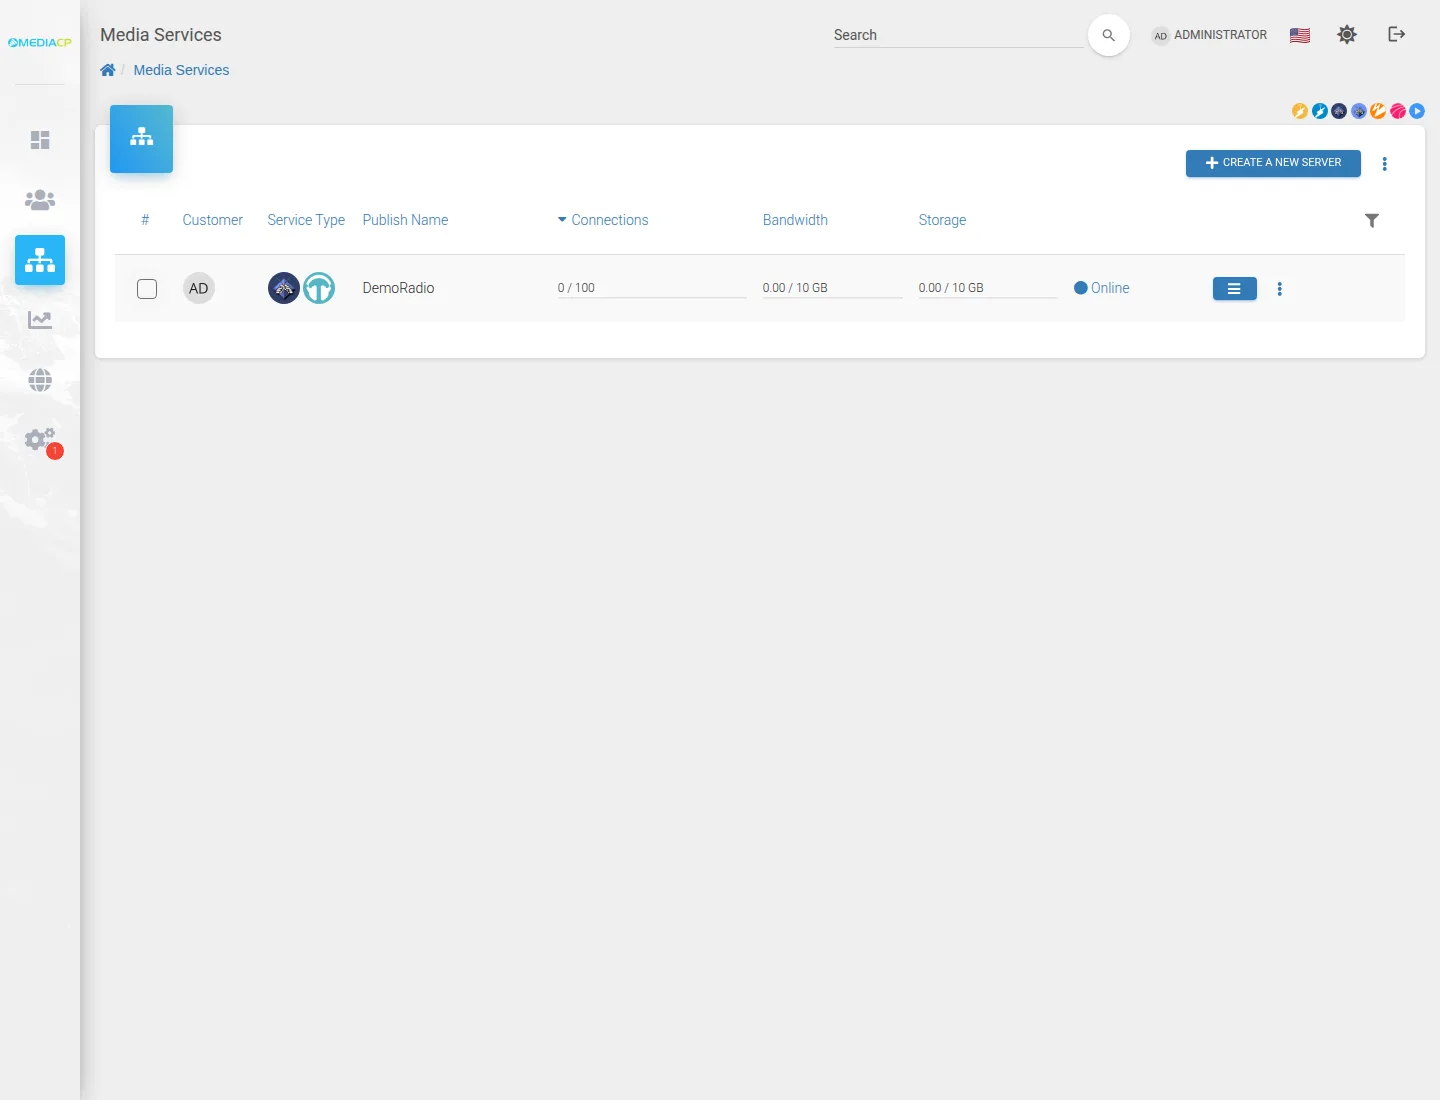 MEDIACP
Media Services
Search
AD ADMINISTRATOR
/ Media Services
CREATE A NEW SERVER
# Customer Service Type Publish Name Connections Bandwidth Storage
AD DemoRadio 0 / 100 0.00 / 10 GB 0.00 / 10 GB Online
1